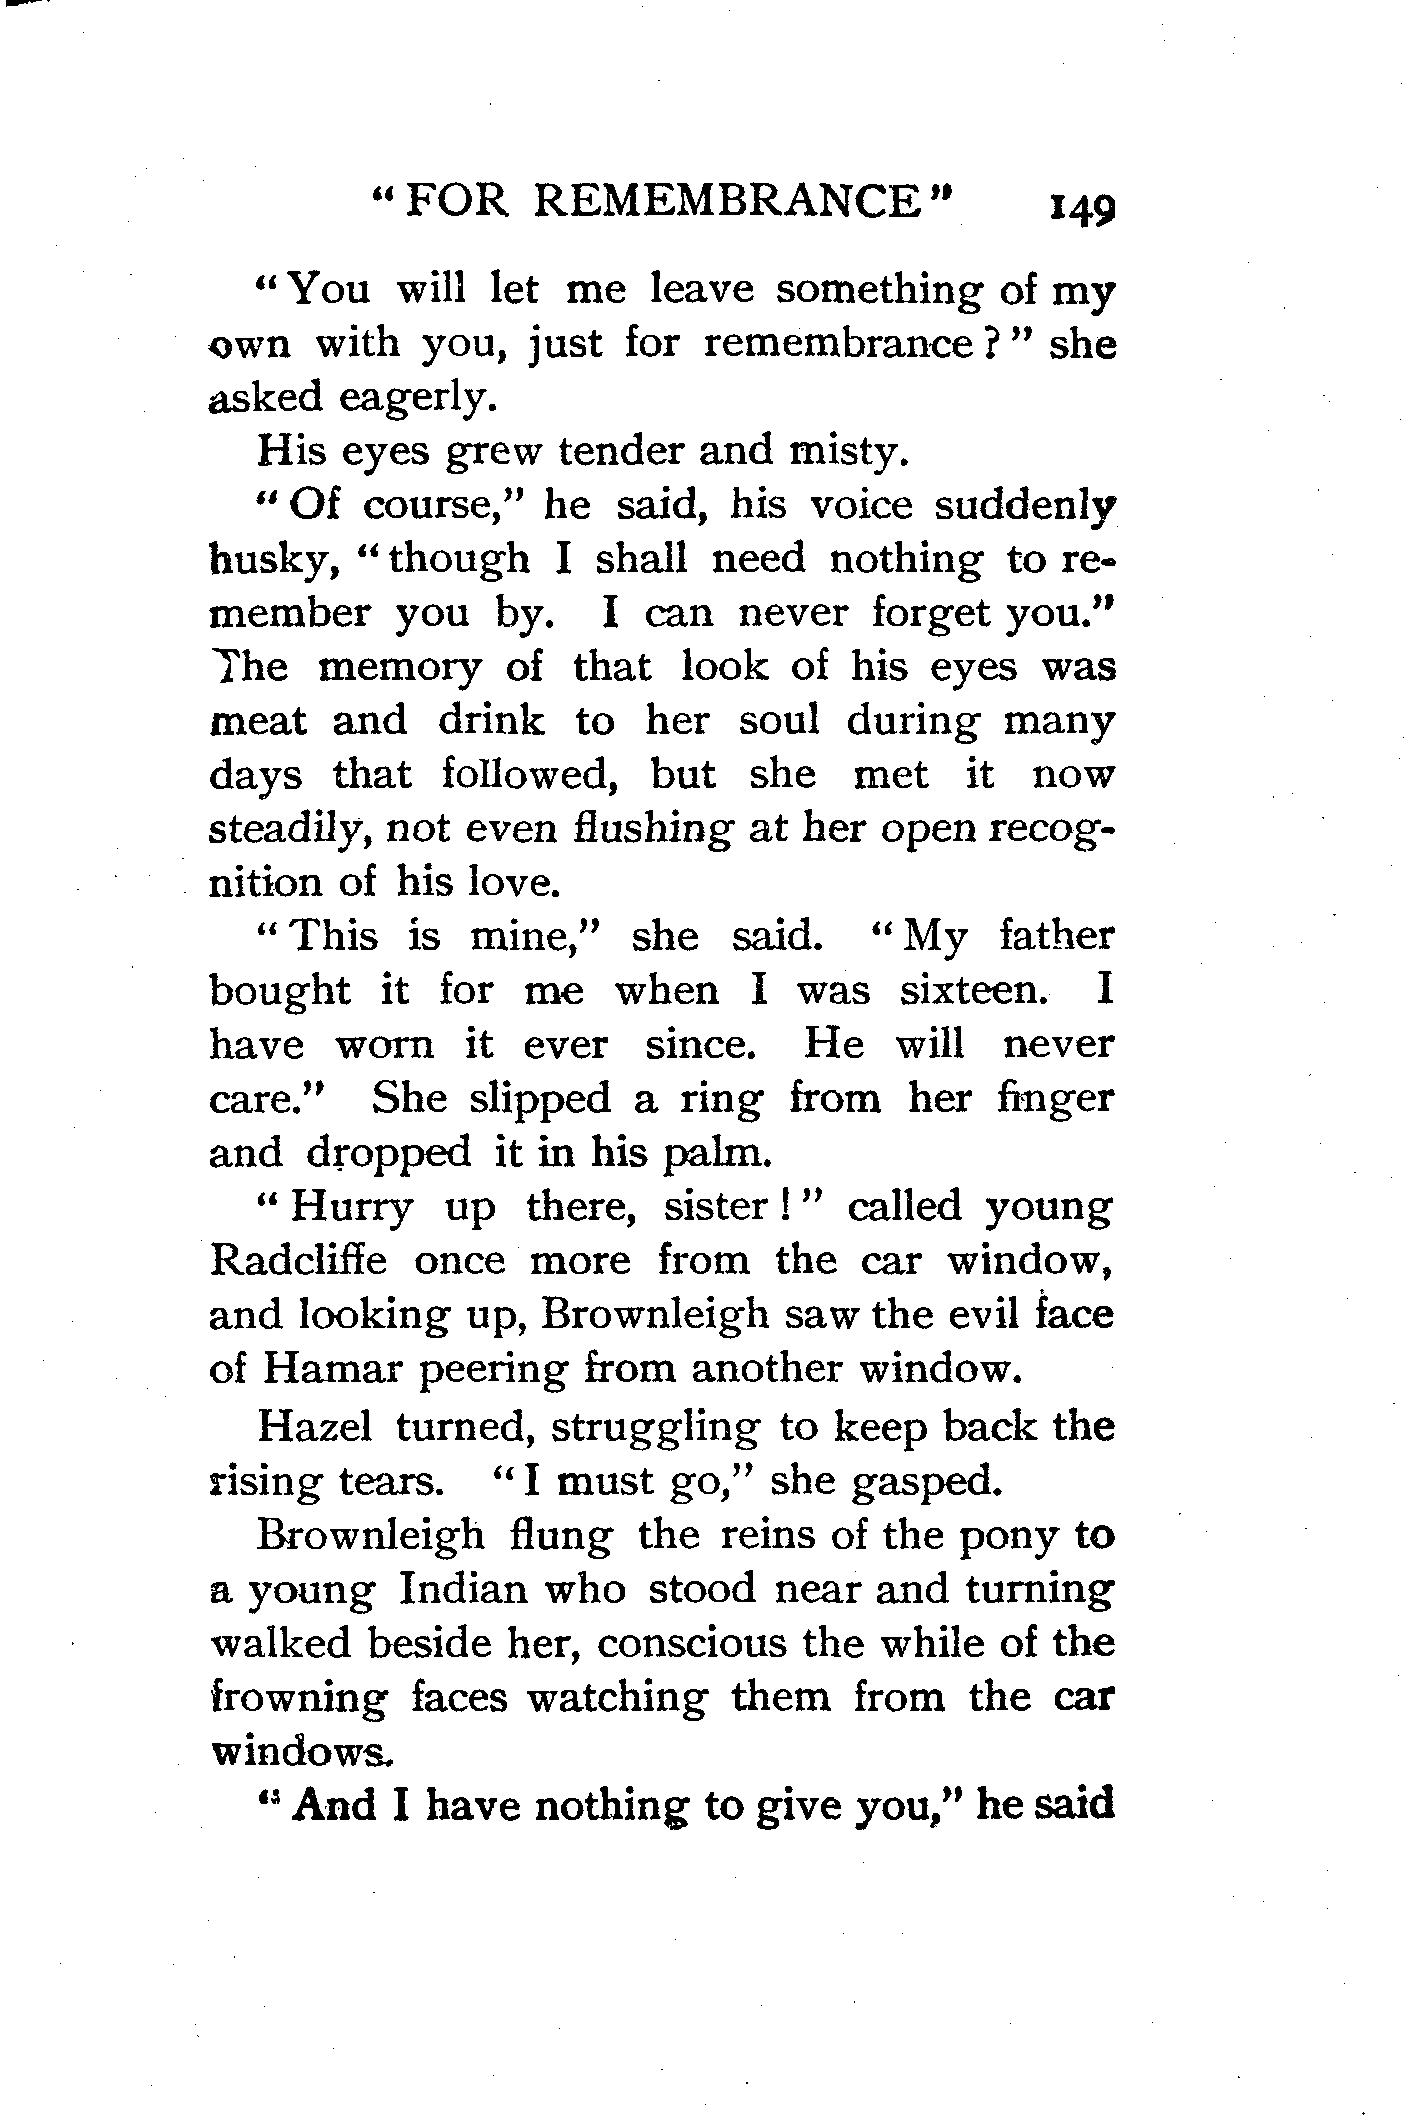 "FOR REMEMBRANCE" 149
"You will let me leave something of my
own with you, just for remembrance?" she
asked eagerly.
His eyes grew tender and misty.
"Of course," he said, his voice suddenly
husky, "though I shall need nothing to re-
member you by. I can never forget you."
The memory of that look of his eyes was
meat and drink to her soul during many
days that followed, but she met it now
steadily, not even flushing at her open recog-
nition of his love.
"This is mine," she said. "My father
bought it for me when I was sixteen. I
have worn it ever since. He will never
care." She slipped a ring from her finger
and dropped it in his palm.
"Hurry up there, sister!" called young
Radcliffe once more from the car window,
and looking up, Brownleigh saw the evil face
of Hamar peering from another window.
Hazel turned, struggling to keep back the
rising tears. "I must go," she gasped.
Brownleigh flung the reins of the pony to
a young Indian who stood near and turning
walked beside her, conscious the while of the
frowning faces watching them from the car
windows.
"And I have nothing to give you," he said